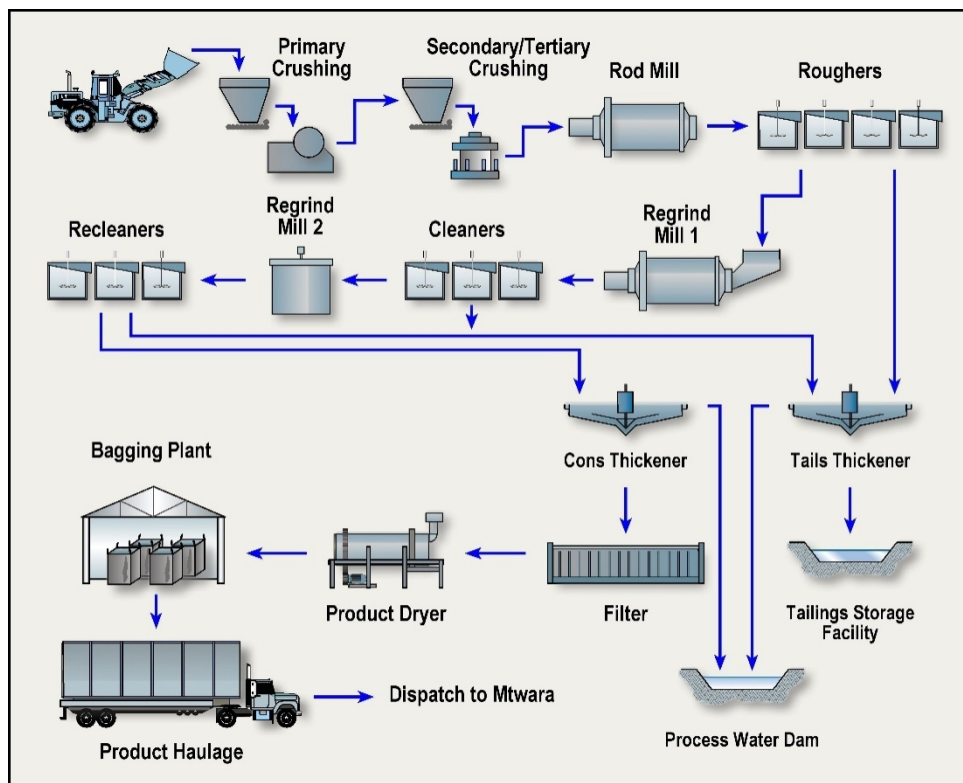 Primary
Crushing
Secondary/Tertiary
Crushing
Rod Mill
Roughers
Recleaners
Regrind
Mill 2
Cleaners
Regrind
Mill 1
Cons Thickener
Tails Thickener
Bagging Plant
Product Dryer
Filter
Tailings Storage
Facility
Product Haulage
Dispatch to Mtwara
Process Water Dam